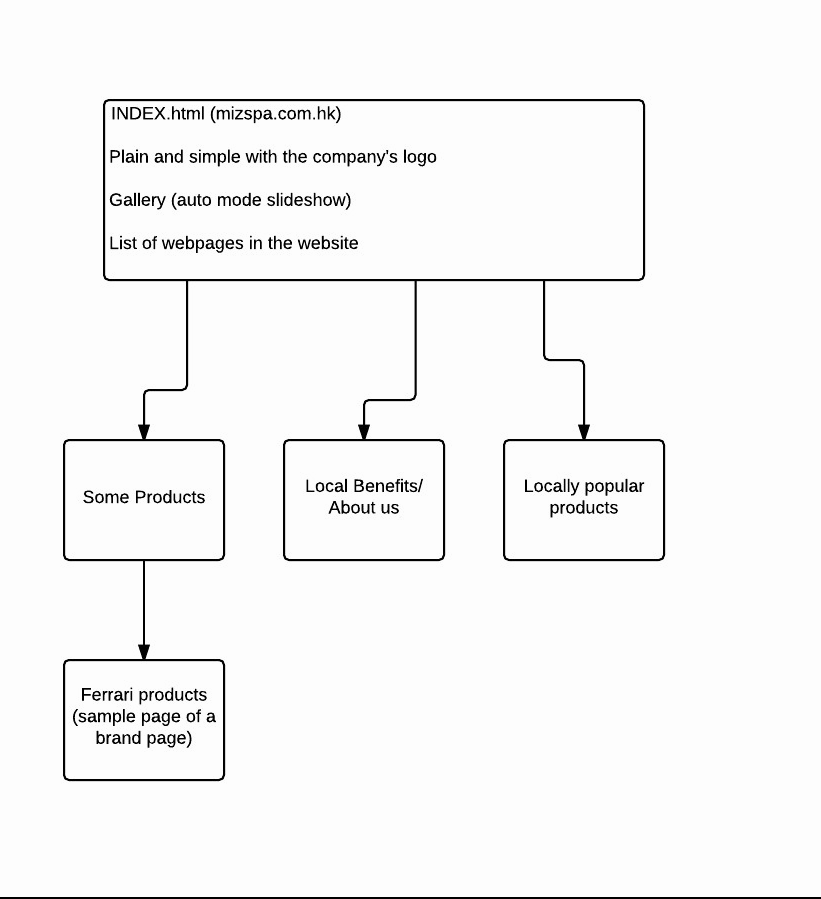 INDEX.html (mizspa.com.hk)
Plain and simple with the company's logo
Gallery (auto mode slideshow)
List of webpages in the website
Some Products
Local Benefits/
About us
Locally popular
products
Ferrari products
(sample page of a
brand page)